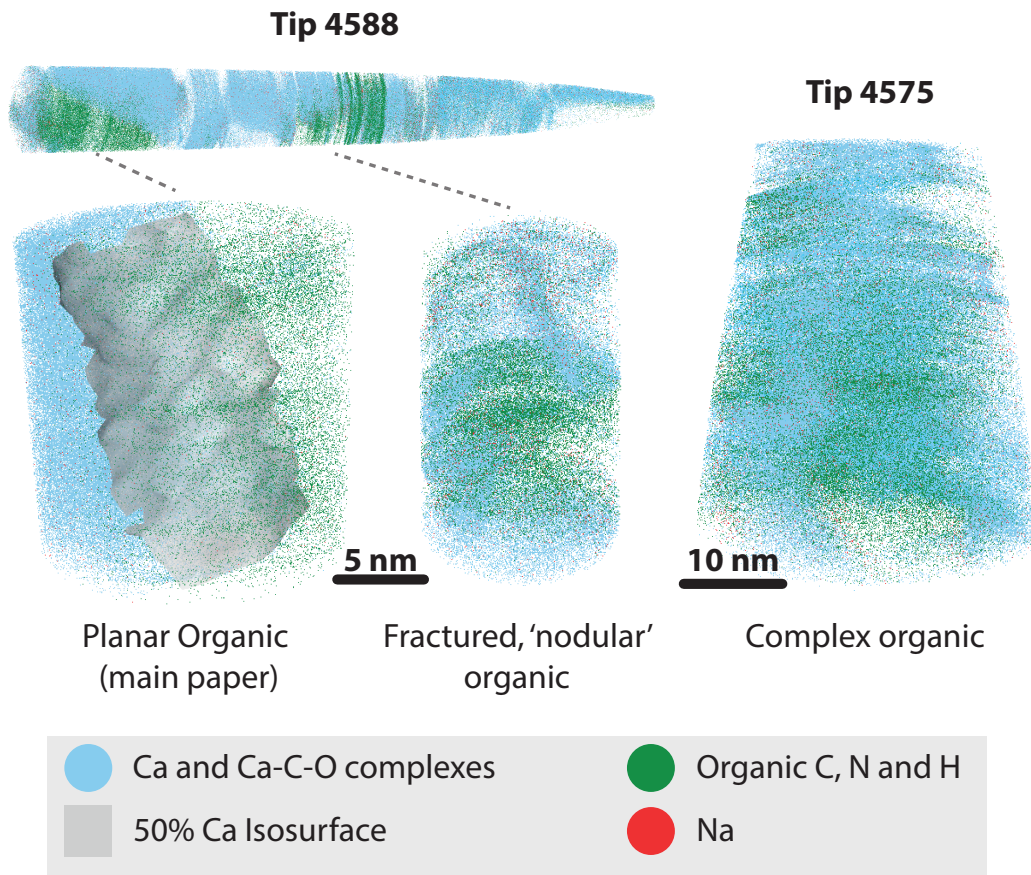 Tip 4588
Tip 4575
5 nm
10 nm
Planar Organic
(main paper)
Fractured, ‘nodular’
organic
Complex organic
Ca and Ca-C-O complexes
Organic C, N and H
50% Ca Isosurface
Na